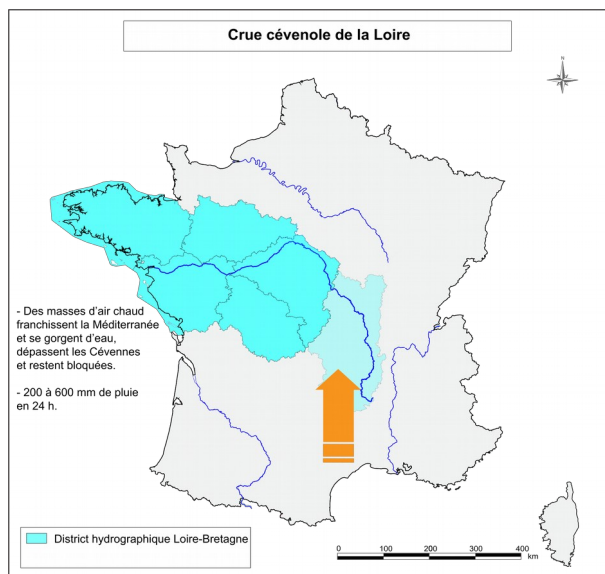 Crue cévenole de la Loire
N
- Des masses d'air chaud
franchissent la Méditerranée
et se gorgent d'eau,
dépassent les Cévennes
et restent bloquées.
- 200 à 600 mm de pluie
en 24 h.
District hydrographique Loire-Bretagne
0 100 200 300 400
km